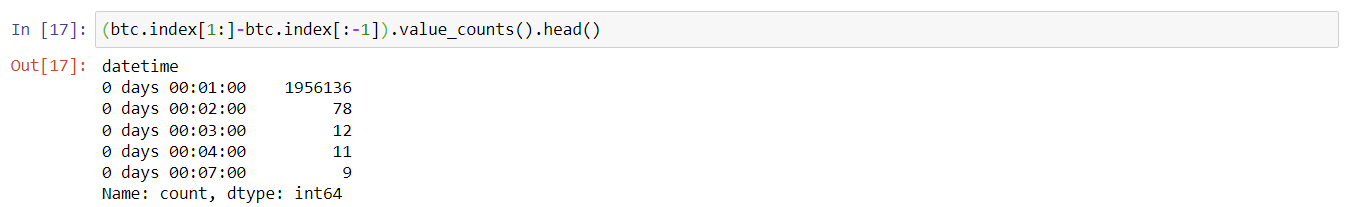 In [17]: (btc.index[1:]-btc.index[:-1]).value_counts().head()
Out[17]: datetime
0 days 00:01:00    1956136
0 days 00:02:00         78
0 days 00:03:00         12
0 days 00:04:00         11
0 days 00:07:00          9
Name: count, dtype: int64